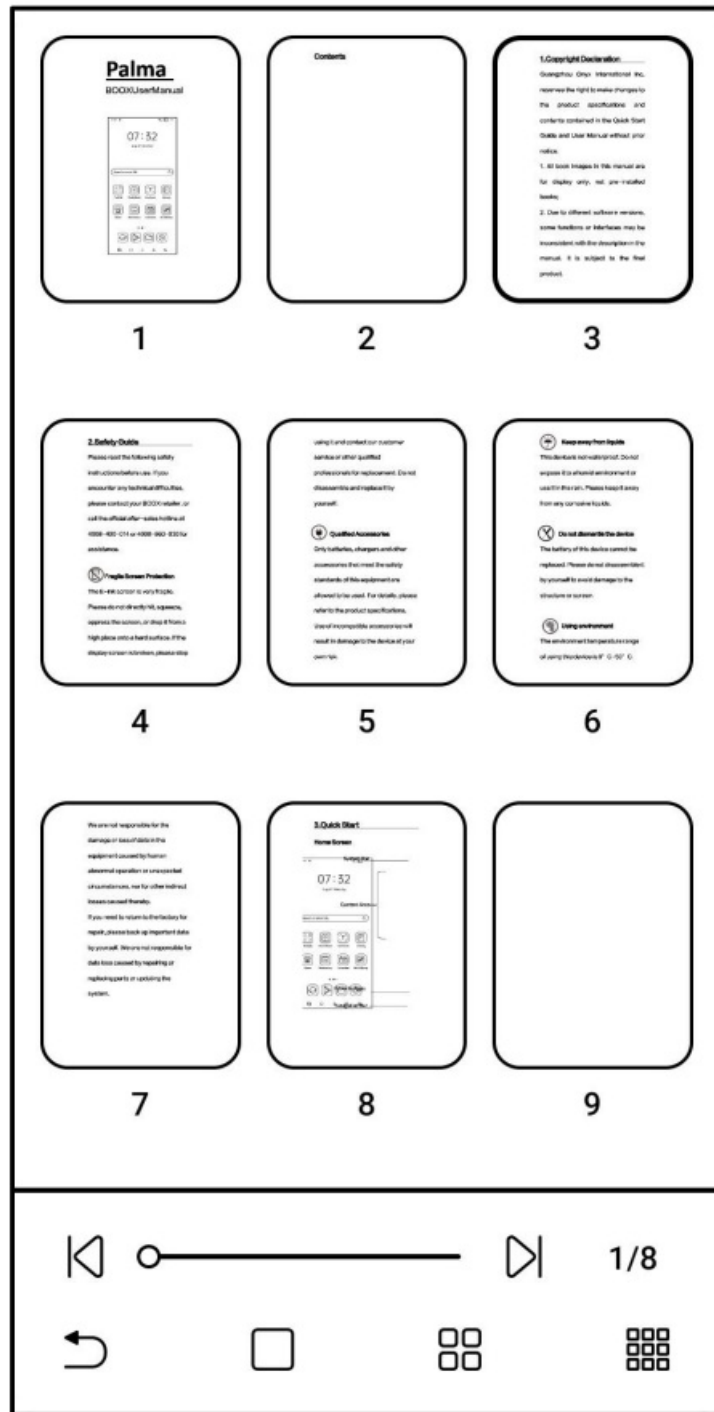 Palma
BOOXUserManual
07:32
1
Contents
2
1.Copyright Declaration
Guangzhou Onyx International Inc.
reserves the right to make changes to
the product specifications and
contents contained in the Quick Start
Guide and User Manual without prior
notice.
1. All book images in this manual are
for display only, not pre-installed
books;
2. Due to different software versions,
some functions or interfaces may be
inconsistent with the description in the
manual. It is subject to the final
product.
3
2.Safety Guide
Please read the following safety
instructions before use. If you
encounter any technical difficulties,
please contact your BOOX retailer, or
call the official after-sales hotline at
for
assistance.
Fragile Screen Protection
The E-ink screen is very fragile.
Please do not directly hit, squeeze,
oppress the screen, or drop it from a
high place onto a hard surface. If the
display screen is broken, please stop
4
using it and contact our customer
service or other qualified
professionals for replacement. Do not
disassemble and replace it by
yourself.
Qualified Accessories
Only batteries, chargers and other
accessories that meet the safety
standards of this equipment are
allowed to be used. For details, please
refer to the product specifications.
Use of incompatible accessories will
result in damage to the device at your
own risk.
5
Keep away from liquids
This device is not waterproof. Do not
expose it to a humid environment or
use it in the rain. Please keep it away
from any corrosive liquids.
Do not dismantle the device
The battery of this device cannot be
replaced. Please do not disassemble it
by yourself to avoid damage to the
structure or screen
Using environment
The environment temperature range
of using this device is 0°C-50°C.
6
We are not responsible for the
damage or loss of data in the
equipment caused by human
abnormal operation or unexpected
circumstances, nor for other indirect
losses caused thereby.
If you need to return to the factory for
repair, please back up important data
by yourself. We are not responsible for
data loss caused by repairing or
replacing parts or updating the
system.
7
3.Quick Start
Home Screen
07:32
8
9
1/8